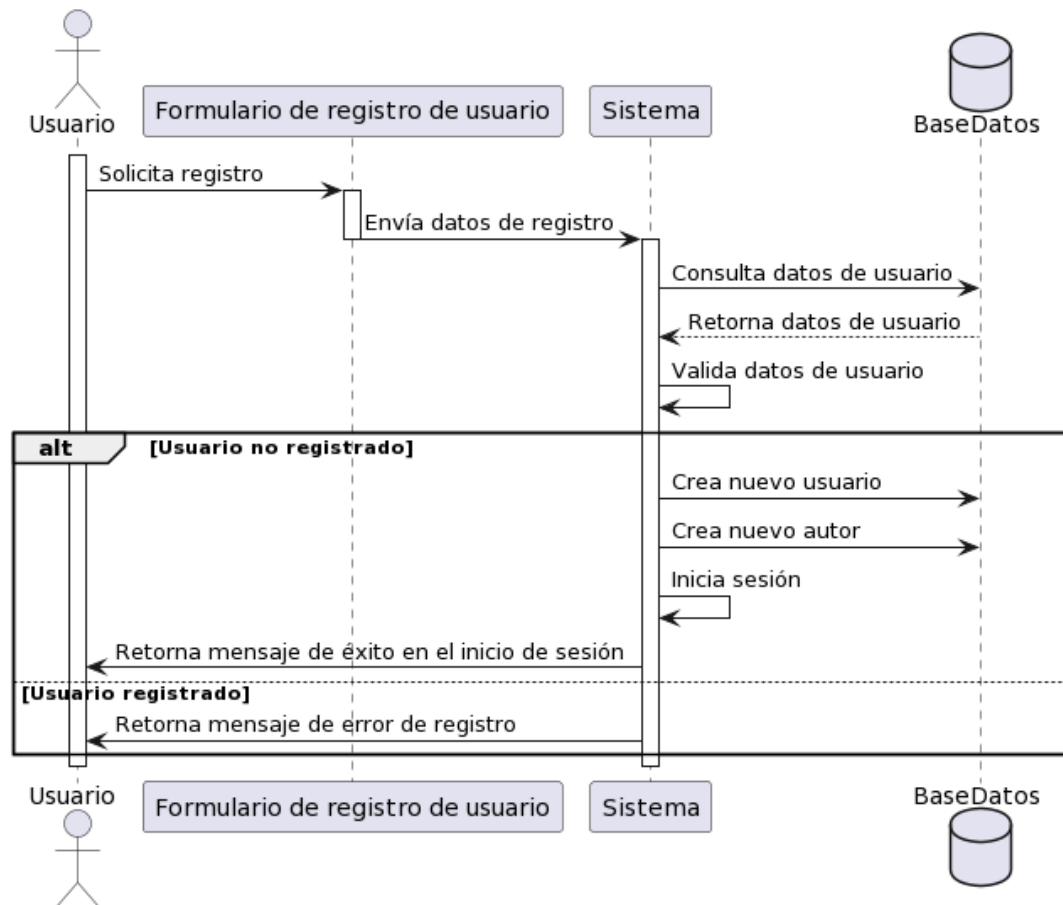 Usuario
Formulario de registro de usuario
Sistema
BaseDatos
Solicita registro
Envía datos de registro
Consulta datos de usuario
Retorna datos de usuario
Valida datos de usuario
alt
[Usuario no registrado]
Crea nuevo usuario
Crea nuevo autor
Inicia sesión
Retorna mensaje de éxito en el inicio de sesión
[Usuario registrado]
Retorna mensaje de error de registro
Usuario
Formulario de registro de usuario
Sistema
BaseDatos